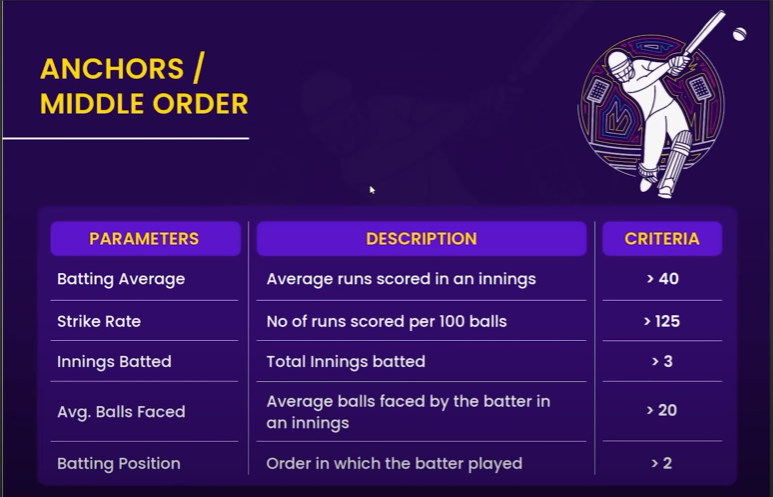 ANCHORS /
MIDDLE ORDER
PARAMETERS DESCRIPTION CRITERIA
Batting Average Average runs scored in an innings > 40
Strike Rate No of runs scored per 100 balls > 125
Innings Batted Total Innings batted > 3
Avg. Balls Faced Average balls faced by the batter in
an innings > 20
Batting Position Order in which the batter played > 2